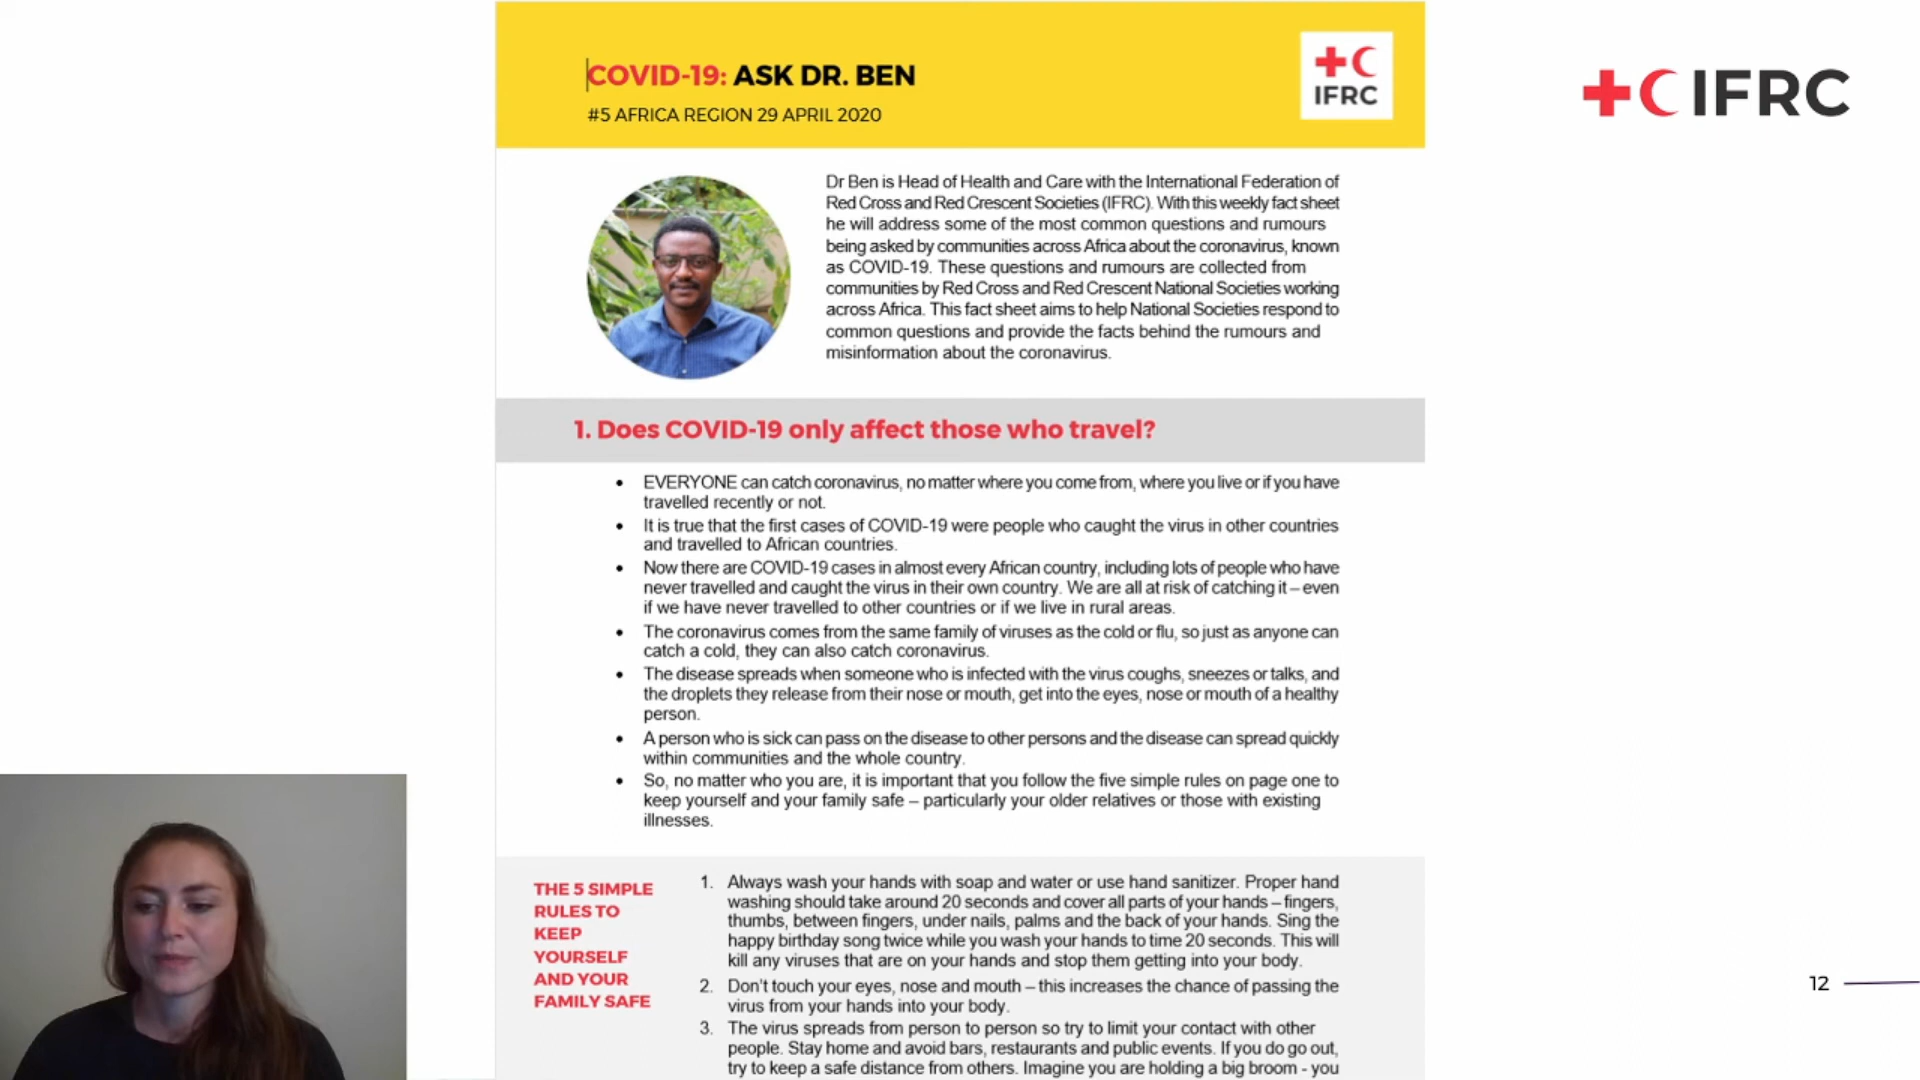 COVID-19: ASK DR. BEN
#5 AFRICA REGION 29 APRIL 2020
IFRC
IFRC
Dr Ben is Head of Health and Care with the International Federation of
Red Cross and Red Crescent Societies (IFRC). With this weekly fact sheet
he will address some of the most common questions and rumours
being asked by communities across Africa about the coronavirus, known
as COVID-19. These questions and rumours are collected from
communities by Red Cross and Red Crescent National Societies working
across Africa. This fact sheet aims to help National Societies respond to
common questions and provide the facts behind the rumours and
misinformation about the coronavirus.
1. Does COVID-19 only affect those who travel?
• EVERYONE can catch coronavirus, no matter where you come from, where you live or if you have
travelled recently or not.
• It is true that the first cases of COVID-19 were people who caught the virus in other countries
and travelled to African countries.
• Now there are COVID-19 cases in almost every African country, including lots of people who have
never travelled and caught the virus in their own country. We are all at risk of catching it – even
if we have never travelled to other countries or if we live in rural areas.
• The coronavirus comes from the same family of viruses as the cold or flu, so just as anyone can
catch a cold, they can also catch coronavirus.
• The disease spreads when someone who is infected with the virus coughs, sneezes or talks, and
the droplets they release from their nose or mouth, get into the eyes, nose or mouth of a healthy
person.
• A person who is sick can pass on the disease to other persons and the disease can spread quickly
within communities and the whole country.
• So, no matter who you are, it is important that you follow the five simple rules on page one to
keep yourself and your family safe – particularly your older relatives or those with existing
illnesses.
THE 5 SIMPLE
RULES TO
KEEP
YOURSELF
AND YOUR
FAMILY SAFE
1. Always wash your hands with soap and water or use hand sanitizer. Proper hand
washing should take around 20 seconds and cover all parts of your hands – fingers,
thumbs, between fingers, under nails, palms and the back of your hands. Sing the
happy birthday song twice while you wash your hands to time 20 seconds. This will
kill any viruses that are on your hands and stop them getting into your body.
2. Don't touch your eyes, nose and mouth – this increases the chance of passing the
virus from your hands into your body.
3. The virus spreads from person to person so try to limit your contact with other
people. Stay home and avoid bars, restaurants and public events. If you do go out,
try to keep a safe distance from others. Imagine you are holding a big broom - you
12